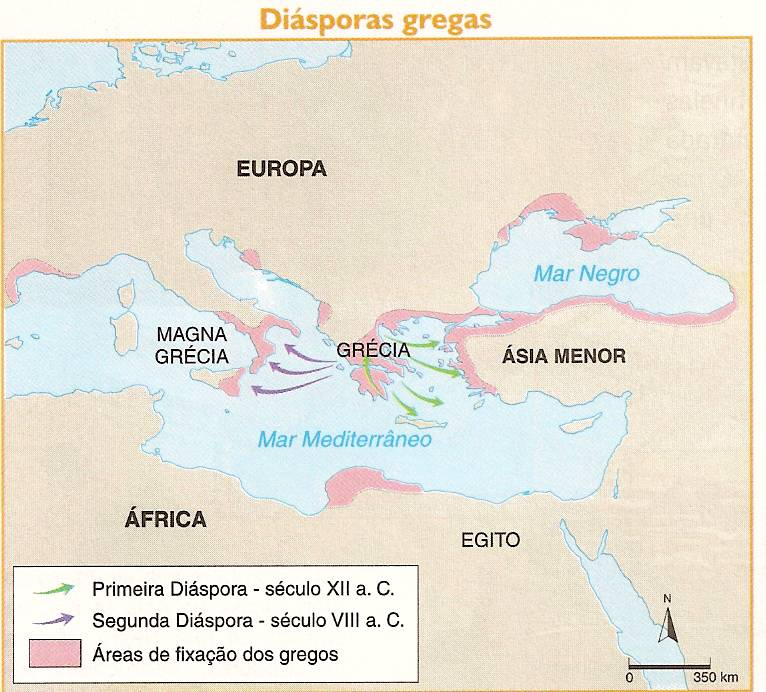 Diásporas gregas
EUROPA
Mar Negro
MAGNA
GRÉCIA
GRÉCIA
ÁSIA MENOR
Mar Mediterrâneo
ÁFRICA
EGITO
Primeira Diáspora - século XII a. C.
Segunda Diáspora - século VIII a. C.
Áreas de fixação dos gregos
N
0 350 km